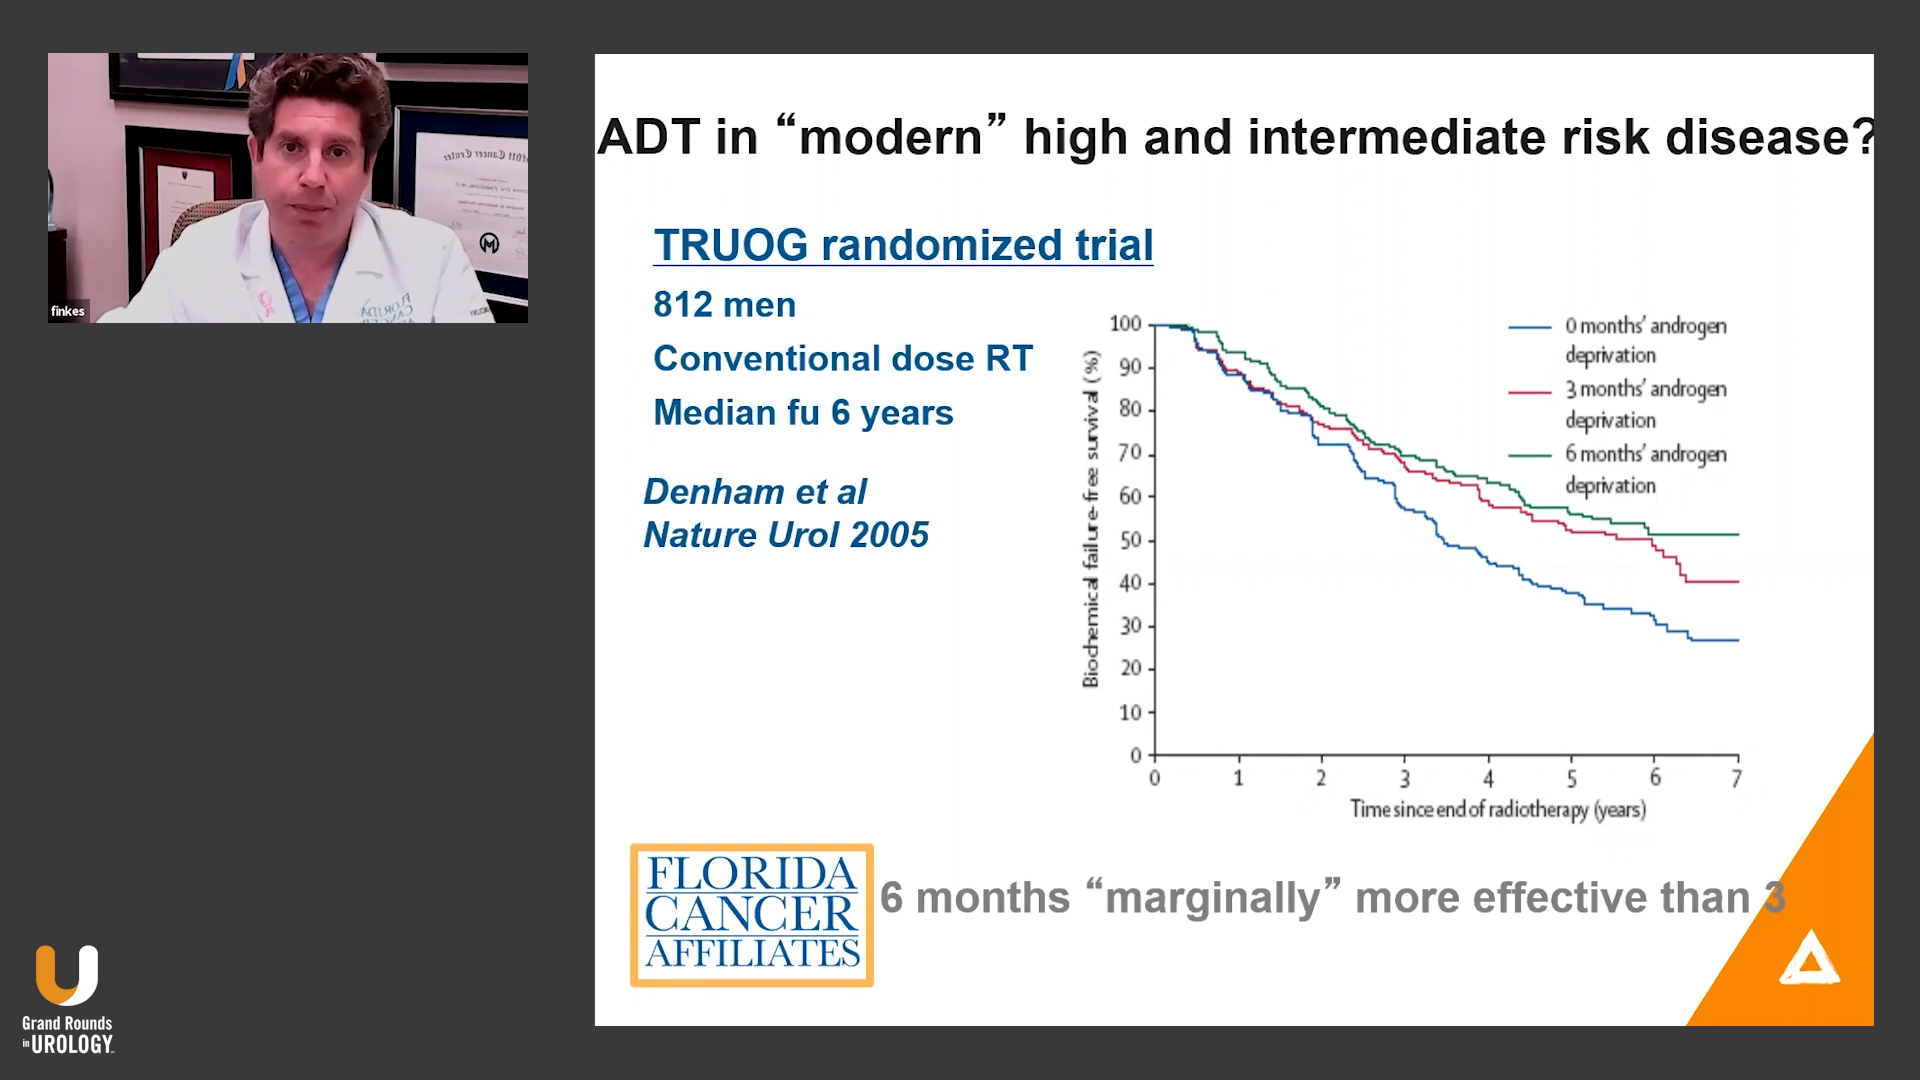 finkes
ADT in “modern” high and intermediate risk disease?
TRUOG randomized trial
812 men
Conventional dose RT
Median fu 6 years
Denham et al
Nature Urol 2005
Biochemical failure-free survival (%)
100
90
80
70
60
50
40
30
20
10
0
0 1 2 3 4 5 6 7
Time since end of radiotherapy (years)
0 months’ androgen
deprivation
3 months’ androgen
deprivation
6 months’ androgen
deprivation
FLORIDA
CANCER
AFFILIATES
6 months “marginally” more effective than 3
Grand Rounds
in UROLOGY